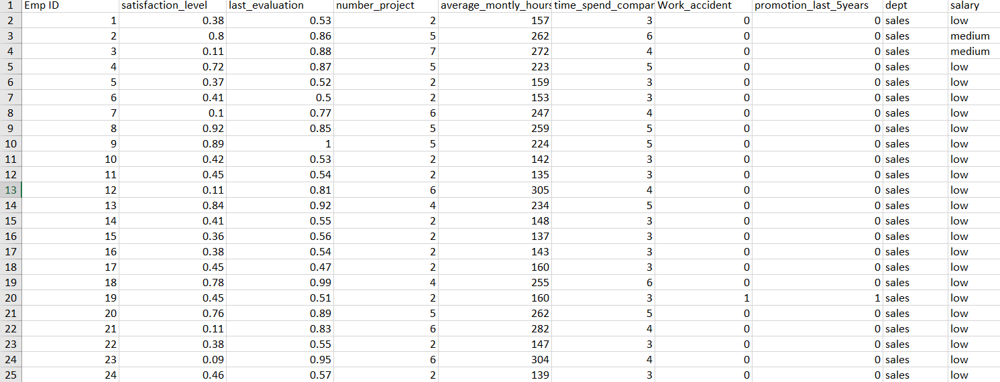 1 Emp ID satisfaction_level last_evaluation number_project average_montly_hours time_spend_compar Work_accident promotion_last_5years dept salary
2 1 0.38 0.53 2 157 3 0 0 sales low
3 2 0.8 0.86 5 262 6 0 0 sales medium
4 3 0.11 0.88 7 272 4 0 0 sales medium
5 4 0.72 0.87 5 223 5 0 0 sales low
6 5 0.37 0.52 2 159 3 0 0 sales low
7 6 0.41 0.5 2 153 3 0 0 sales low
8 7 0.1 0.77 6 247 4 0 0 sales low
9 8 0.92 0.85 5 259 5 0 0 sales low
10 9 0.89 1 5 224 5 0 0 sales low
11 10 0.42 0.53 2 142 3 0 0 sales low
12 11 0.45 0.54 2 135 3 0 0 sales low
13 12 0.11 0.81 6 305 4 0 0 sales low
14 13 0.84 0.92 4 234 5 0 0 sales low
15 14 0.41 0.55 2 148 3 0 0 sales low
16 15 0.36 0.56 2 137 3 0 0 sales low
17 16 0.38 0.54 2 143 3 0 0 sales low
18 17 0.45 0.47 2 160 3 0 0 sales low
19 18 0.78 0.99 4 255 6 0 0 sales low
20 19 0.45 0.51 2 160 3 1 1 sales low
21 20 0.76 0.89 5 262 5 0 0 sales low
22 21 0.11 0.83 6 282 4 0 0 sales low
23 22 0.38 0.55 2 147 3 0 0 sales low
24 23 0.09 0.95 6 304 4 0 0 sales low
25 24 0.46 0.57 2 139 3 0 0 sales low